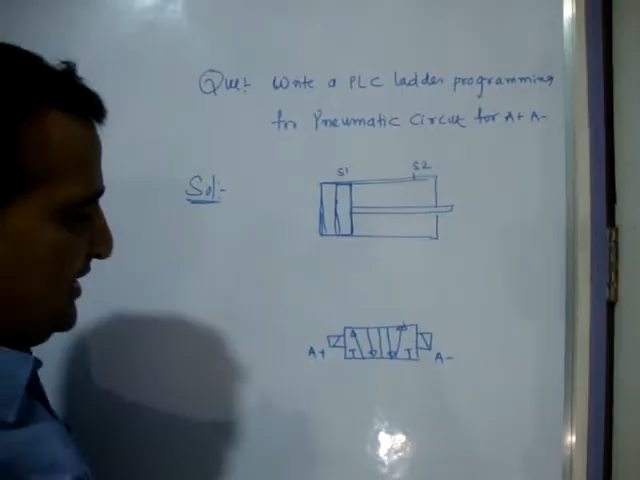 Que:- Write a PLC ladder programming
for Pneumatic Circuit for A+ A-
Sol:-
S1 S2
A+ A-